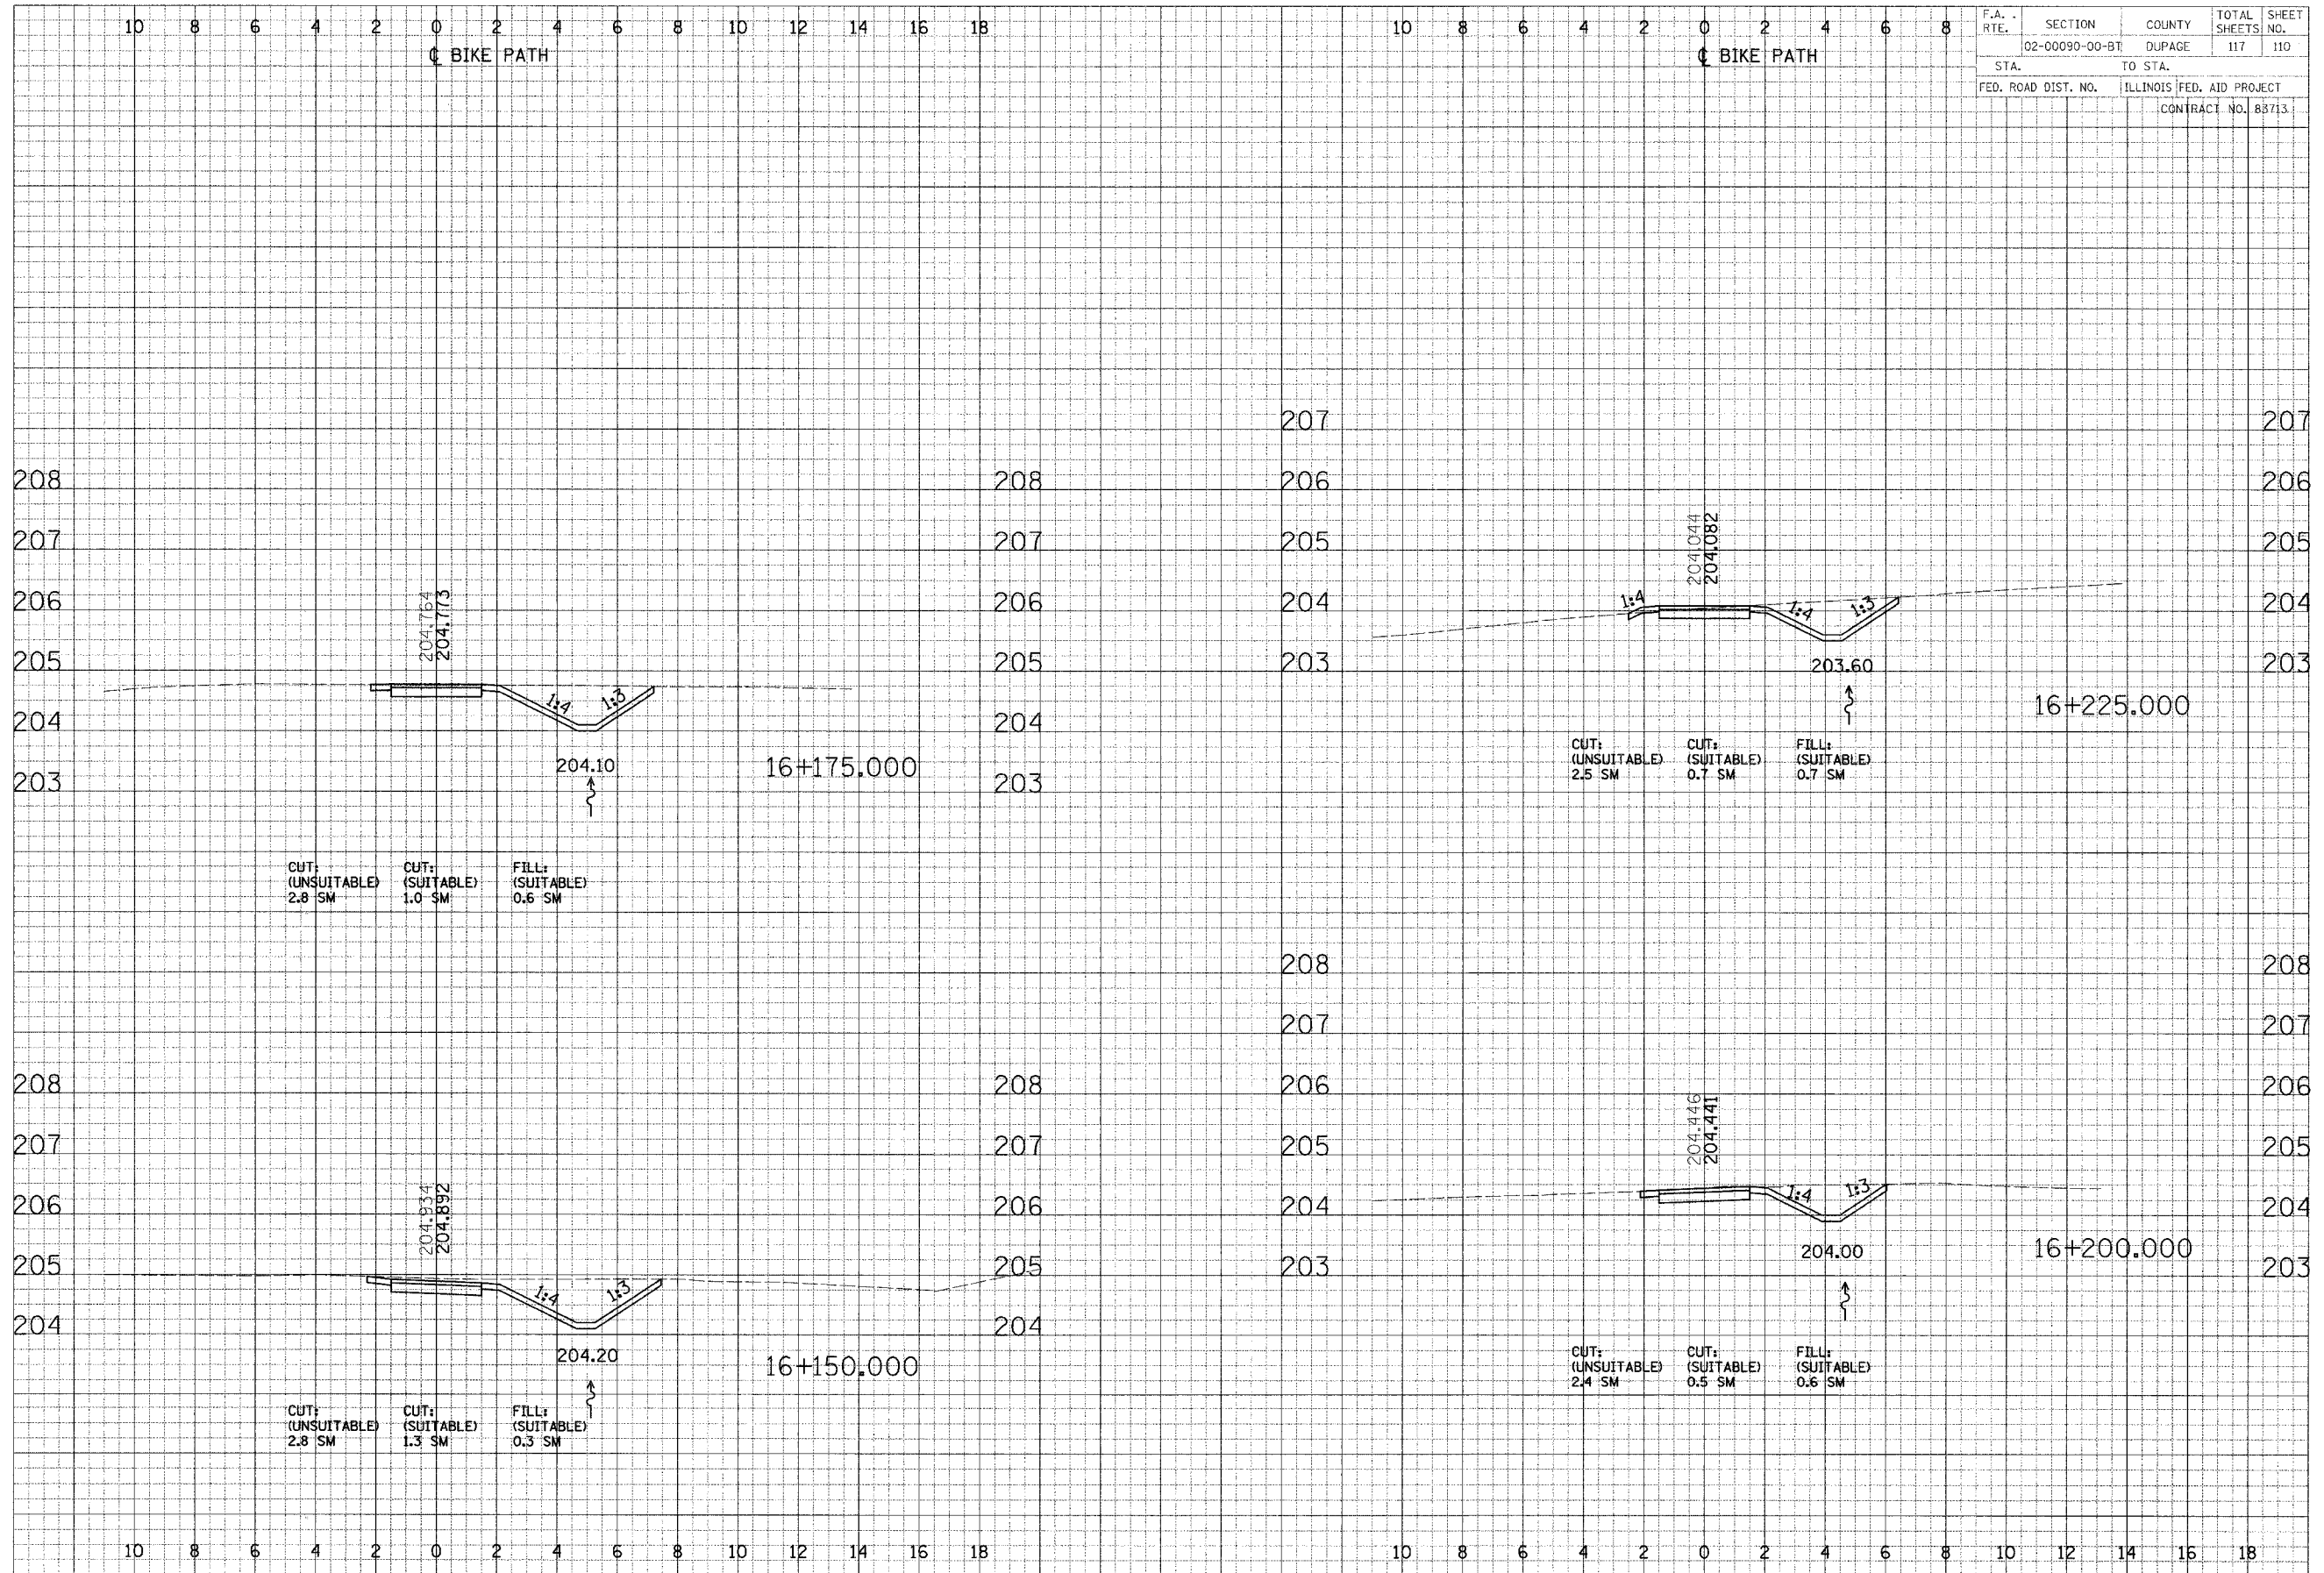 10 8 6 4 2 0 2 4 6 8 10 12 14 16 18
℄ BIKE PATH
10 8 6 4 2 0 2 4 6 8
℄ BIKE PATH
F.A. RTE. SECTION COUNTY TOTAL SHEETS SHEET NO.
02-00090-00-BT DUPAGE 117 110
STA. TO STA.
FED. ROAD DIST. NO. ILLINOIS FED. AID PROJECT
CONTRACT NO. 83713
208 208
207 207
206 206
205 205
204 204
203 203
204.764
204.773
1:4 1:3
204.10
16+175.000
CUT: CUT: FILL:
(UNSUITABLE) (SUITABLE) (SUITABLE)
2.8 SM 1.0 SM 0.6 SM
208 208
207 207
206 206
205 205
204 204
204.934
204.892
1:4 1:3
204.20
16+150.000
CUT: CUT: FILL:
(UNSUITABLE) (SUITABLE) (SUITABLE)
2.8 SM 1.3 SM 0.3 SM
10 8 6 4 2 0 2 4 6 8 10 12 14 16 18
207 207
206 206
205 205
204 204
203 203
204.044
204.082
1:4 1:4 1:3
203.60
16+225.000
CUT: CUT: FILL:
(UNSUITABLE) (SUITABLE) (SUITABLE)
2.5 SM 0.7 SM 0.7 SM
208 208
207 207
206 206
205 205
204 204
203 203
204.446
204.441
1:4 1:3
204.00
16+200.000
CUT: CUT: FILL:
(UNSUITABLE) (SUITABLE) (SUITABLE)
2.4 SM 0.5 SM 0.6 SM
10 8 6 4 2 0 2 4 6 8 10 12 14 16 18